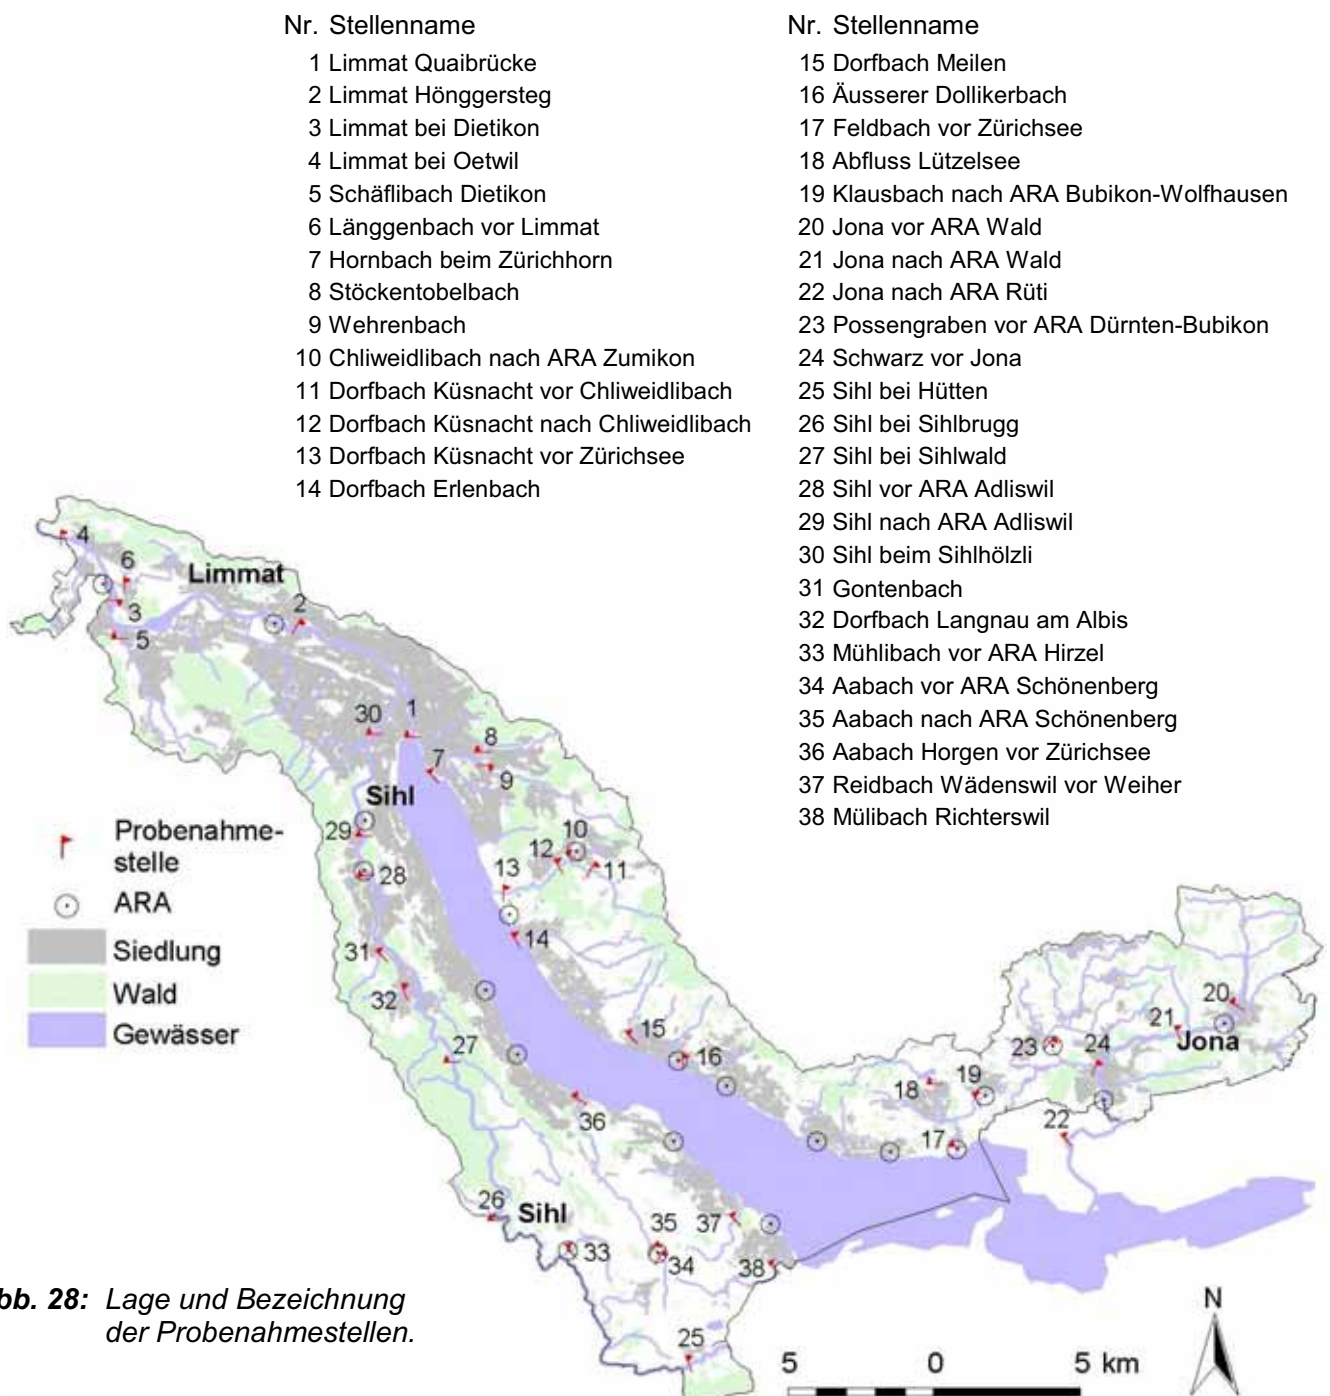 Nr. Stellenname
1 Limmat Quaibrücke
2 Limmat Hönggersteg
3 Limmat bei Dietikon
4 Limmat bei Oetwil
5 Schäflibach Dietikon
6 Länggenbach vor Limmat
7 Hornbach beim Zürichhorn
8 Stöckentobelbach
9 Wehrenbach
10 Chliweidlibach nach ARA Zumikon
11 Dorfbach Küsnacht vor Chliweidlibach
12 Dorfbach Küsnacht nach Chliweidlibach
13 Dorfbach Küsnacht vor Zürichsee
14 Dorfbach Erlenbach
Nr. Stellenname
15 Dorfbach Meilen
16 Äusserer Dollikerbach
17 Feldbach vor Zürichsee
18 Abfluss Lützelsee
19 Klausbach nach ARA Bubikon-Wolfhausen
20 Jona vor ARA Wald
21 Jona nach ARA Wald
22 Jona nach ARA Rüti
23 Possengraben vor ARA Dürnten-Bubikon
24 Schwarz vor Jona
25 Sihl bei Hütten
26 Sihl bei Sihlbrugg
27 Sihl bei Sihlwald
28 Sihl vor ARA Adliswil
29 Sihl nach ARA Adliswil
30 Sihl beim Sihlhölzli
31 Gontenbach
32 Dorfbach Langnau am Albis
33 Mühlibach vor ARA Hirzel
34 Aabach vor ARA Schönenberg
35 Aabach nach ARA Schönenberg
36 Aabach Horgen vor Zürichsee
37 Reidbach Wädenswil vor Weiher
38 Mülibach Richterswil
4
6
Limmat
3
2
5
30
1
8
7
9
Sihl
29
10
12
11
28
13
14
31
32
20
15
21
23
24
Jona
27
16
18
19
36
22
17
26
Sihl
37
35
33
34
38
25
Probenahme-
stelle
ARA
Siedlung
Wald
Gewässer
bb. 28: Lage und Bezeichnung
der Probenahmestellen.
N
5 0 5 km